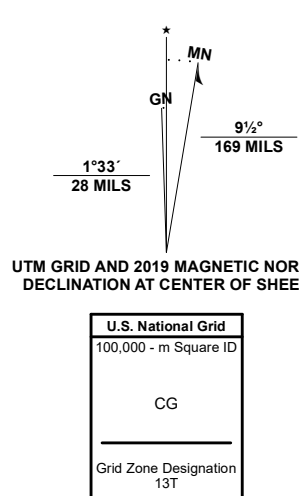 ★
MN
GN
9½°
169 MILS
1°33´
28 MILS
UTM GRID AND 2019 MAGNETIC NOR
DECLINATION AT CENTER OF SHEE
U.S. National Grid
100,000 - m Square ID
CG
Grid Zone Designation
13T